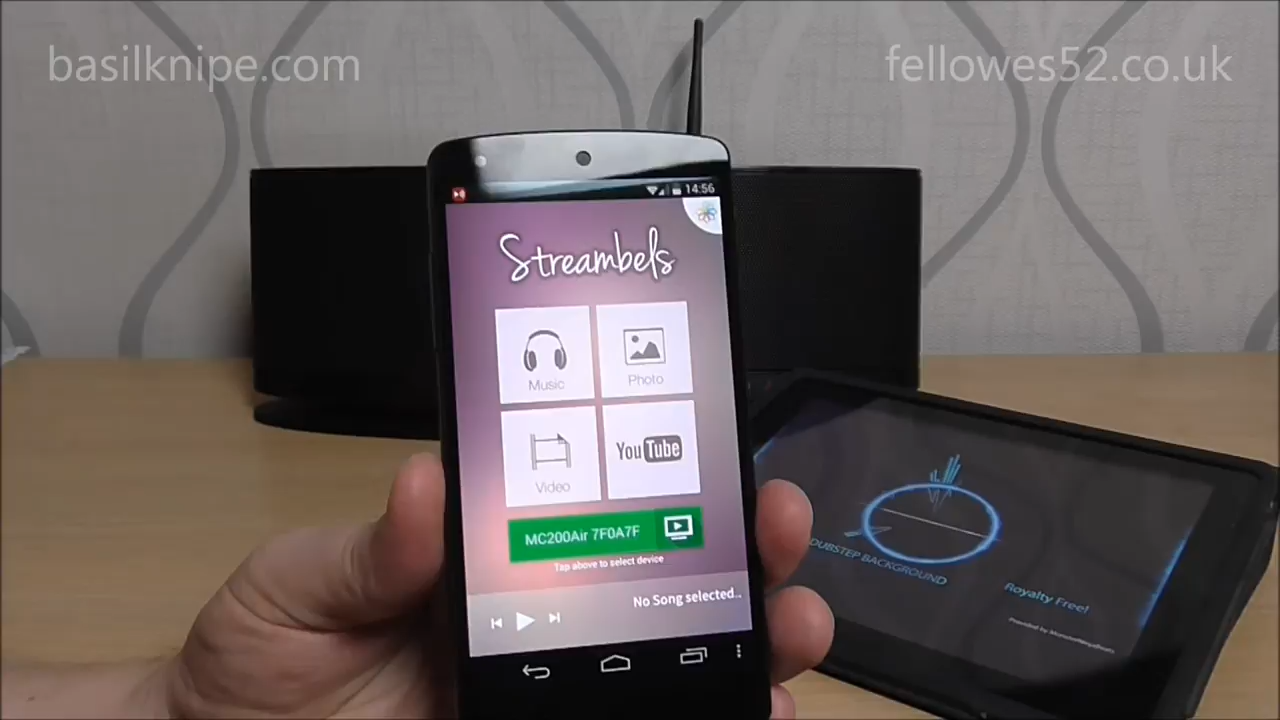 basilknipe.com
fellowes52.co.uk
14:56
Streambels
Music
Photo
Video
YouTube
MC200Air 7F0A7F
Tap above to select device
No Song selected..
DUBSTEP BACKGROUND
Royalty Free!